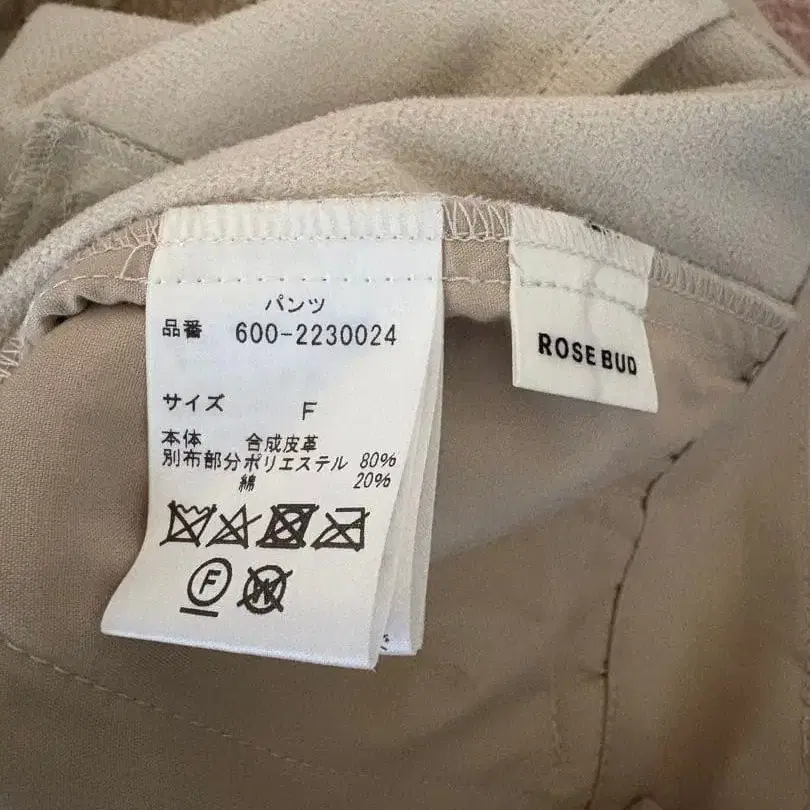 パンツ
品番 600-2230024
サイズ F
本体 合成皮革
別布部分ポリエステル 80%
綿 20%
F
W
ROSE BUD